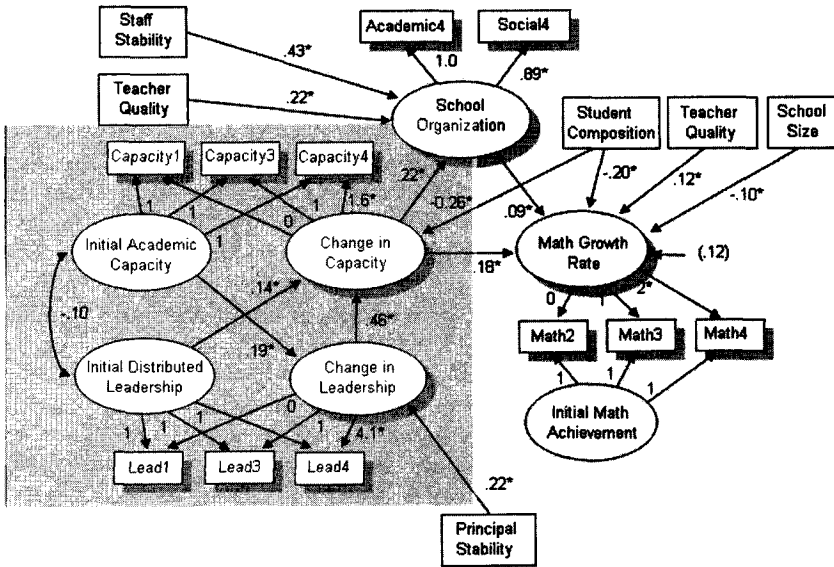 Staff
Stability
Academic4
Social4
.43*
1.0
.89*
Teacher
Quality
.22*
School
Organization
Student
Composition
Teacher
Quality
School
Size
Capacity1
Capacity3
Capacity4
.22*
-0.26*
-.20*
.12*
-.10*
1
1
1
0
1
1.6*
.09*
Initial Academic
Capacity
Change in
Capacity
.18*
Math Growth
Rate
(.12)
.14*
0
1
.2*
-.10
.46*
Math2
Math3
Math4
.19*
Initial Distributed
Leadership
Change in
Leadership
1
1
1
Initial Math
Achievement
1
1
1
0
1
4.1*
Lead1
Lead3
Lead4
.22*
Principal
Stability